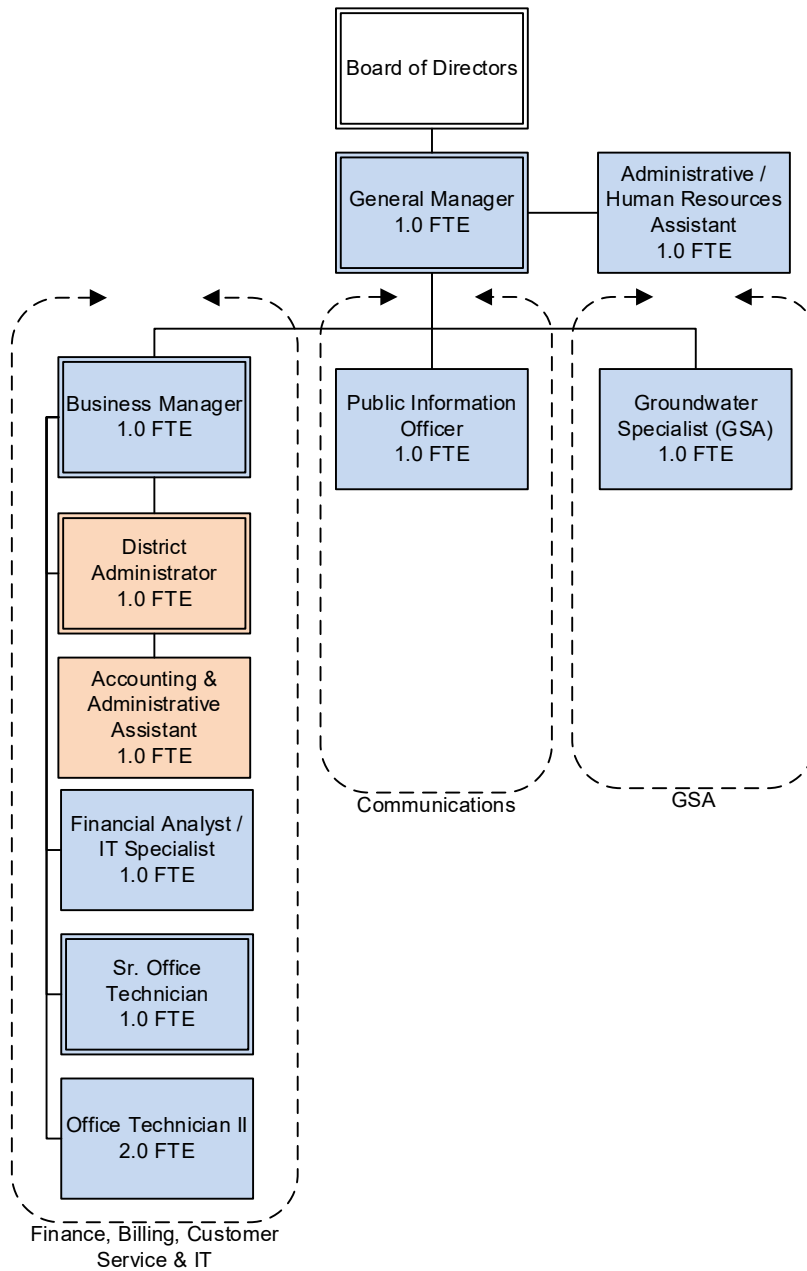 Board of Directors
General Manager
1.0 FTE
Administrative /
Human Resources
Assistant
1.0 FTE
Business Manager
1.0 FTE
Public Information
Officer
1.0 FTE
Groundwater
Specialist (GSA)
1.0 FTE
District
Administrator
1.0 FTE
Accounting &
Administrative
Assistant
1.0 FTE
Financial Analyst /
IT Specialist
1.0 FTE
Sr. Office
Technician
1.0 FTE
Office Technician II
2.0 FTE
Finance, Billing, Customer
Service & IT
Communications
GSA